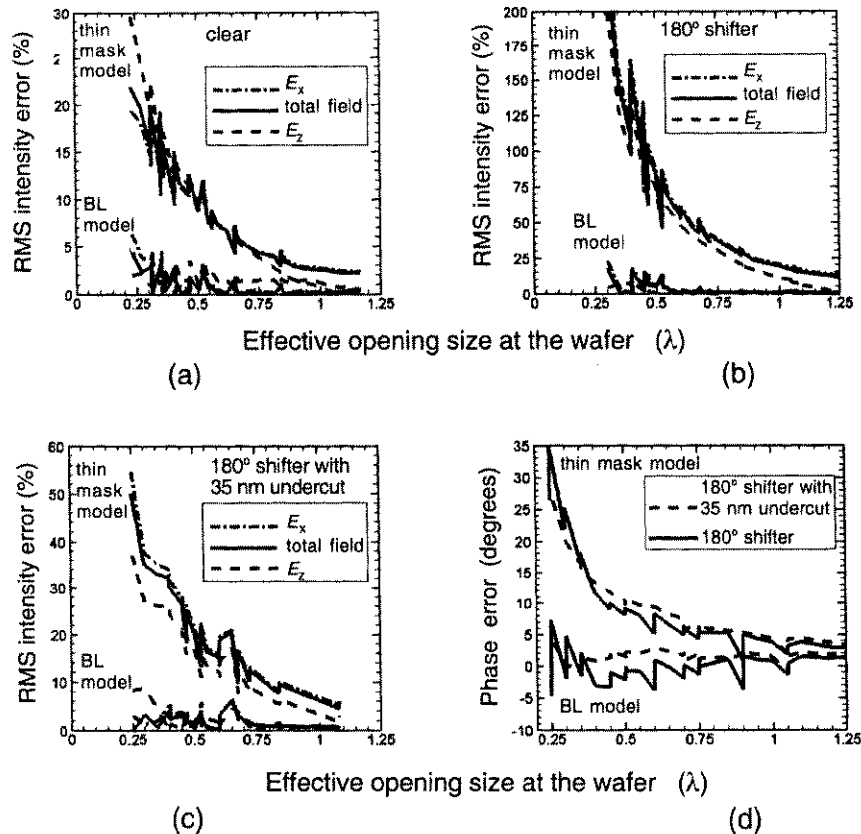 RMS intensity error (%)
30
25
20
15
10
5
0
thin
mask
model
clear
Ex
total field
Ez
BL
model
0 0.25 0.5 0.75 1 1.25
RMS intensity error (%)
200
175
150
125
100
75
50
25
0
thin
mask
model
180° shifter
Ex
total field
Ez
BL
model
0 0.25 0.5 0.75 1 1.25
Effective opening size at the wafer (λ)
(a)
(b)
RMS intensity error (%)
60
50
40
30
20
10
0
thin
mask
model
180° shifter with
35 nm undercut
Ex
total field
Ez
BL
model
0 0.25 0.5 0.75 1 1.25
Phase error (degrees)
35
30
25
20
15
10
5
0
-5
-10
thin mask model
180° shifter with
35 nm undercut
180° shifter
BL model
0.25 0.5 0.75 1 1.25
Effective opening size at the wafer (λ)
(c)
(d)